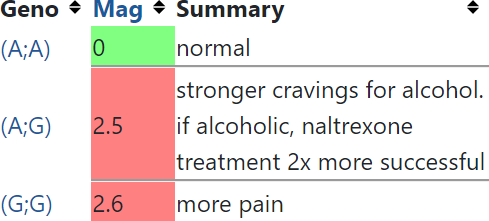 Geno Mag Summary
(A;A) 0 normal
stronger cravings for alcohol.
(A;G) 2.5 if alcoholic, naltrexone
treatment 2x more successful
(G;G) 2.6 more pain